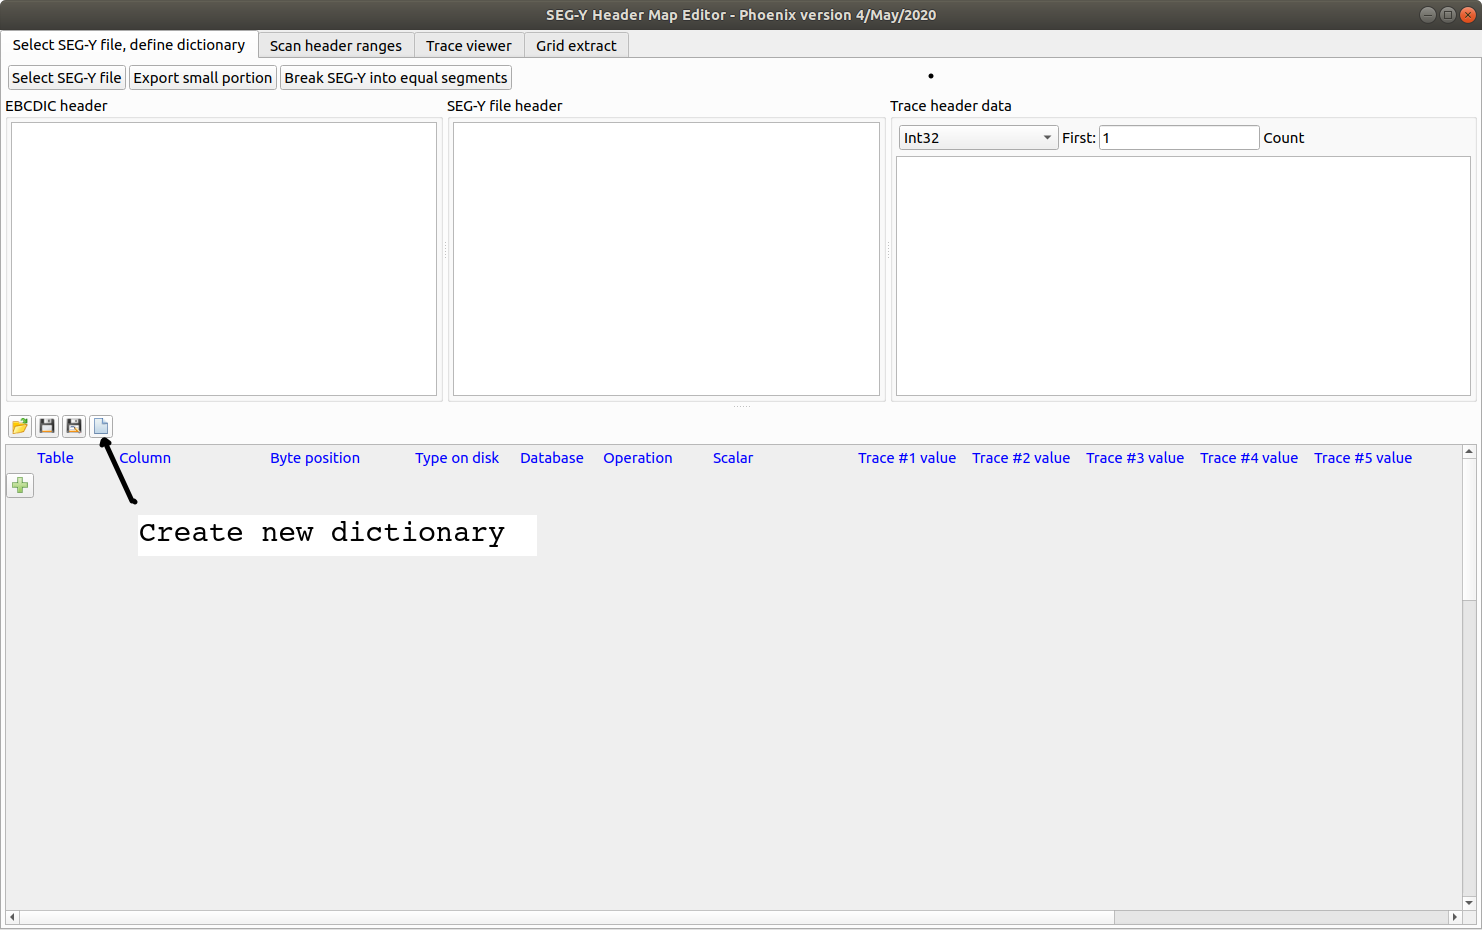 SEG-Y Header Map Editor - Phoenix version 4/May/2020
Select SEG-Y file, define dictionary Scan header ranges Trace viewer Grid extract
Select SEG-Y file Export small portion Break SEG-Y into equal segments
EBCDIC header SEG-Y file header Trace header data
Int32 First: 1 Count
Table Column Byte position Type on disk Database Operation Scalar Trace #1 value Trace #2 value Trace #3 value Trace #4 value Trace #5 value
Create new dictionary